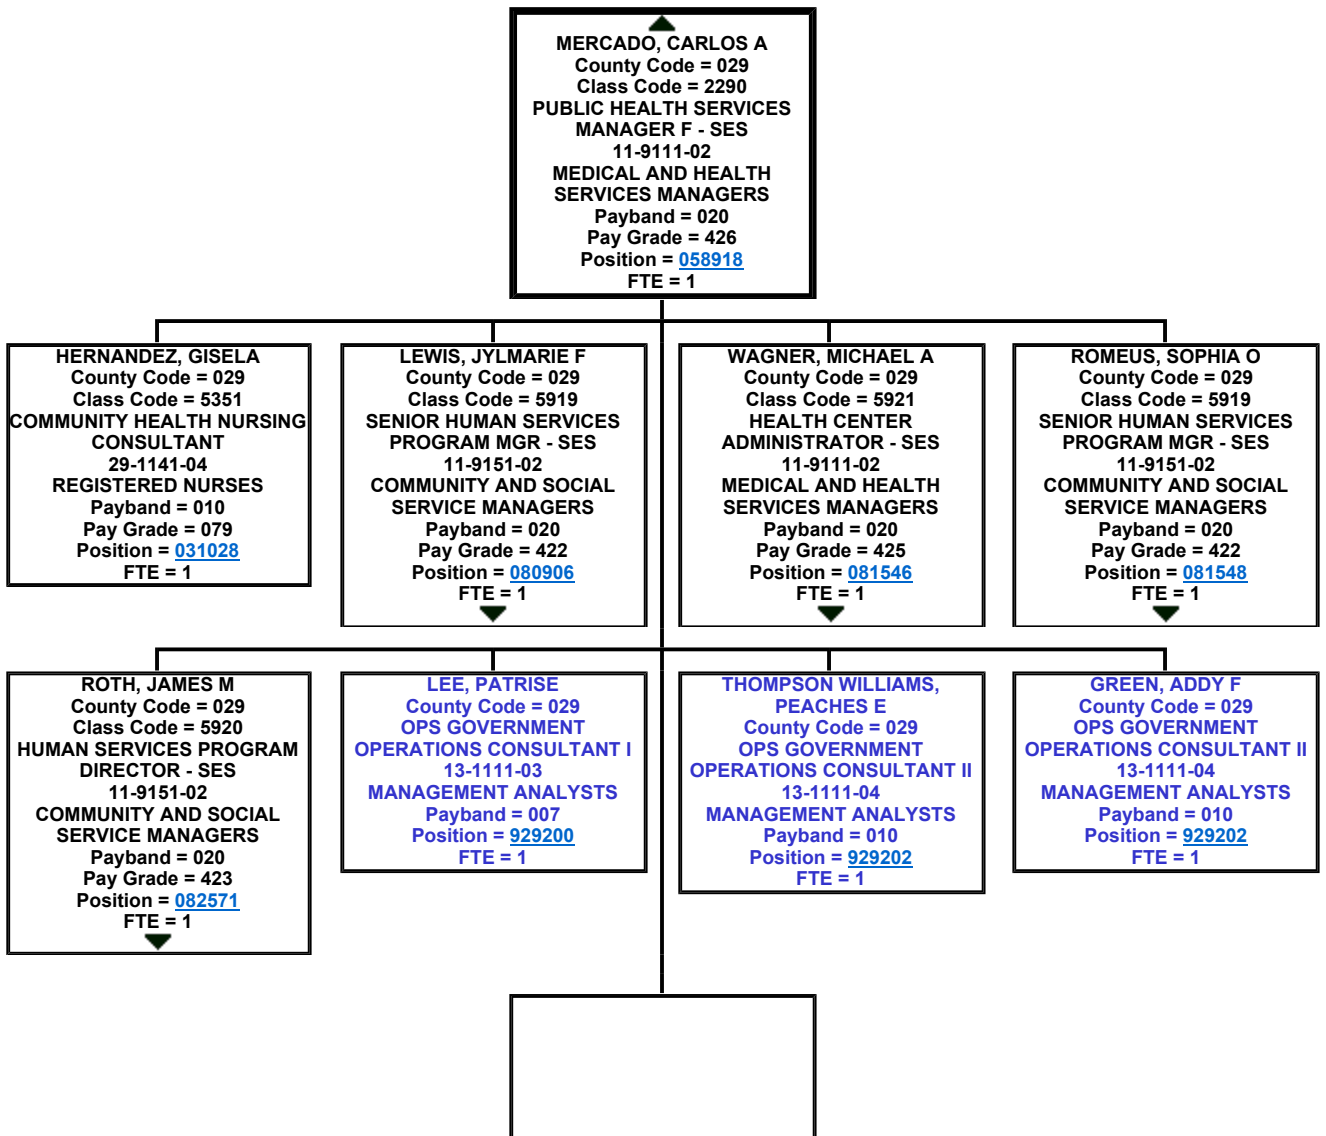 MERCADO, CARLOS A
County Code = 029
Class Code = 2290
PUBLIC HEALTH SERVICES
MANAGER F - SES
11-9111-02
MEDICAL AND HEALTH
SERVICES MANAGERS
Payband = 020
Pay Grade = 426
Position = 058918
FTE = 1
HERNANDEZ, GISELA
County Code = 029
Class Code = 5351
COMMUNITY HEALTH NURSING
CONSULTANT
29-1141-04
REGISTERED NURSES
Payband = 010
Pay Grade = 079
Position = 031028
FTE = 1
LEWIS, JYLMARIE F
County Code = 029
Class Code = 5919
SENIOR HUMAN SERVICES
PROGRAM MGR - SES
11-9151-02
COMMUNITY AND SOCIAL
SERVICE MANAGERS
Payband = 020
Pay Grade = 422
Position = 080906
FTE = 1
WAGNER, MICHAEL A
County Code = 029
Class Code = 5921
HEALTH CENTER
ADMINISTRATOR - SES
11-9111-02
MEDICAL AND HEALTH
SERVICES MANAGERS
Payband = 020
Pay Grade = 425
Position = 081546
FTE = 1
ROMEUS, SOPHIA O
County Code = 029
Class Code = 5919
SENIOR HUMAN SERVICES
PROGRAM MGR - SES
11-9151-02
COMMUNITY AND SOCIAL
SERVICE MANAGERS
Payband = 020
Pay Grade = 422
Position = 081548
FTE = 1
ROTH, JAMES M
County Code = 029
Class Code = 5920
HUMAN SERVICES PROGRAM
DIRECTOR - SES
11-9151-02
COMMUNITY AND SOCIAL
SERVICE MANAGERS
Payband = 020
Pay Grade = 423
Position = 082571
FTE = 1
LEE, PATRISE
County Code = 029
OPS GOVERNMENT
OPERATIONS CONSULTANT I
13-1111-03
MANAGEMENT ANALYSTS
Payband = 007
Position = 929200
FTE = 1
THOMPSON WILLIAMS,
PEACHES E
County Code = 029
OPS GOVERNMENT
OPERATIONS CONSULTANT II
13-1111-04
MANAGEMENT ANALYSTS
Payband = 010
Position = 929202
FTE = 1
GREEN, ADDY F
County Code = 029
OPS GOVERNMENT
OPERATIONS CONSULTANT II
13-1111-04
MANAGEMENT ANALYSTS
Payband = 010
Position = 929202
FTE = 1